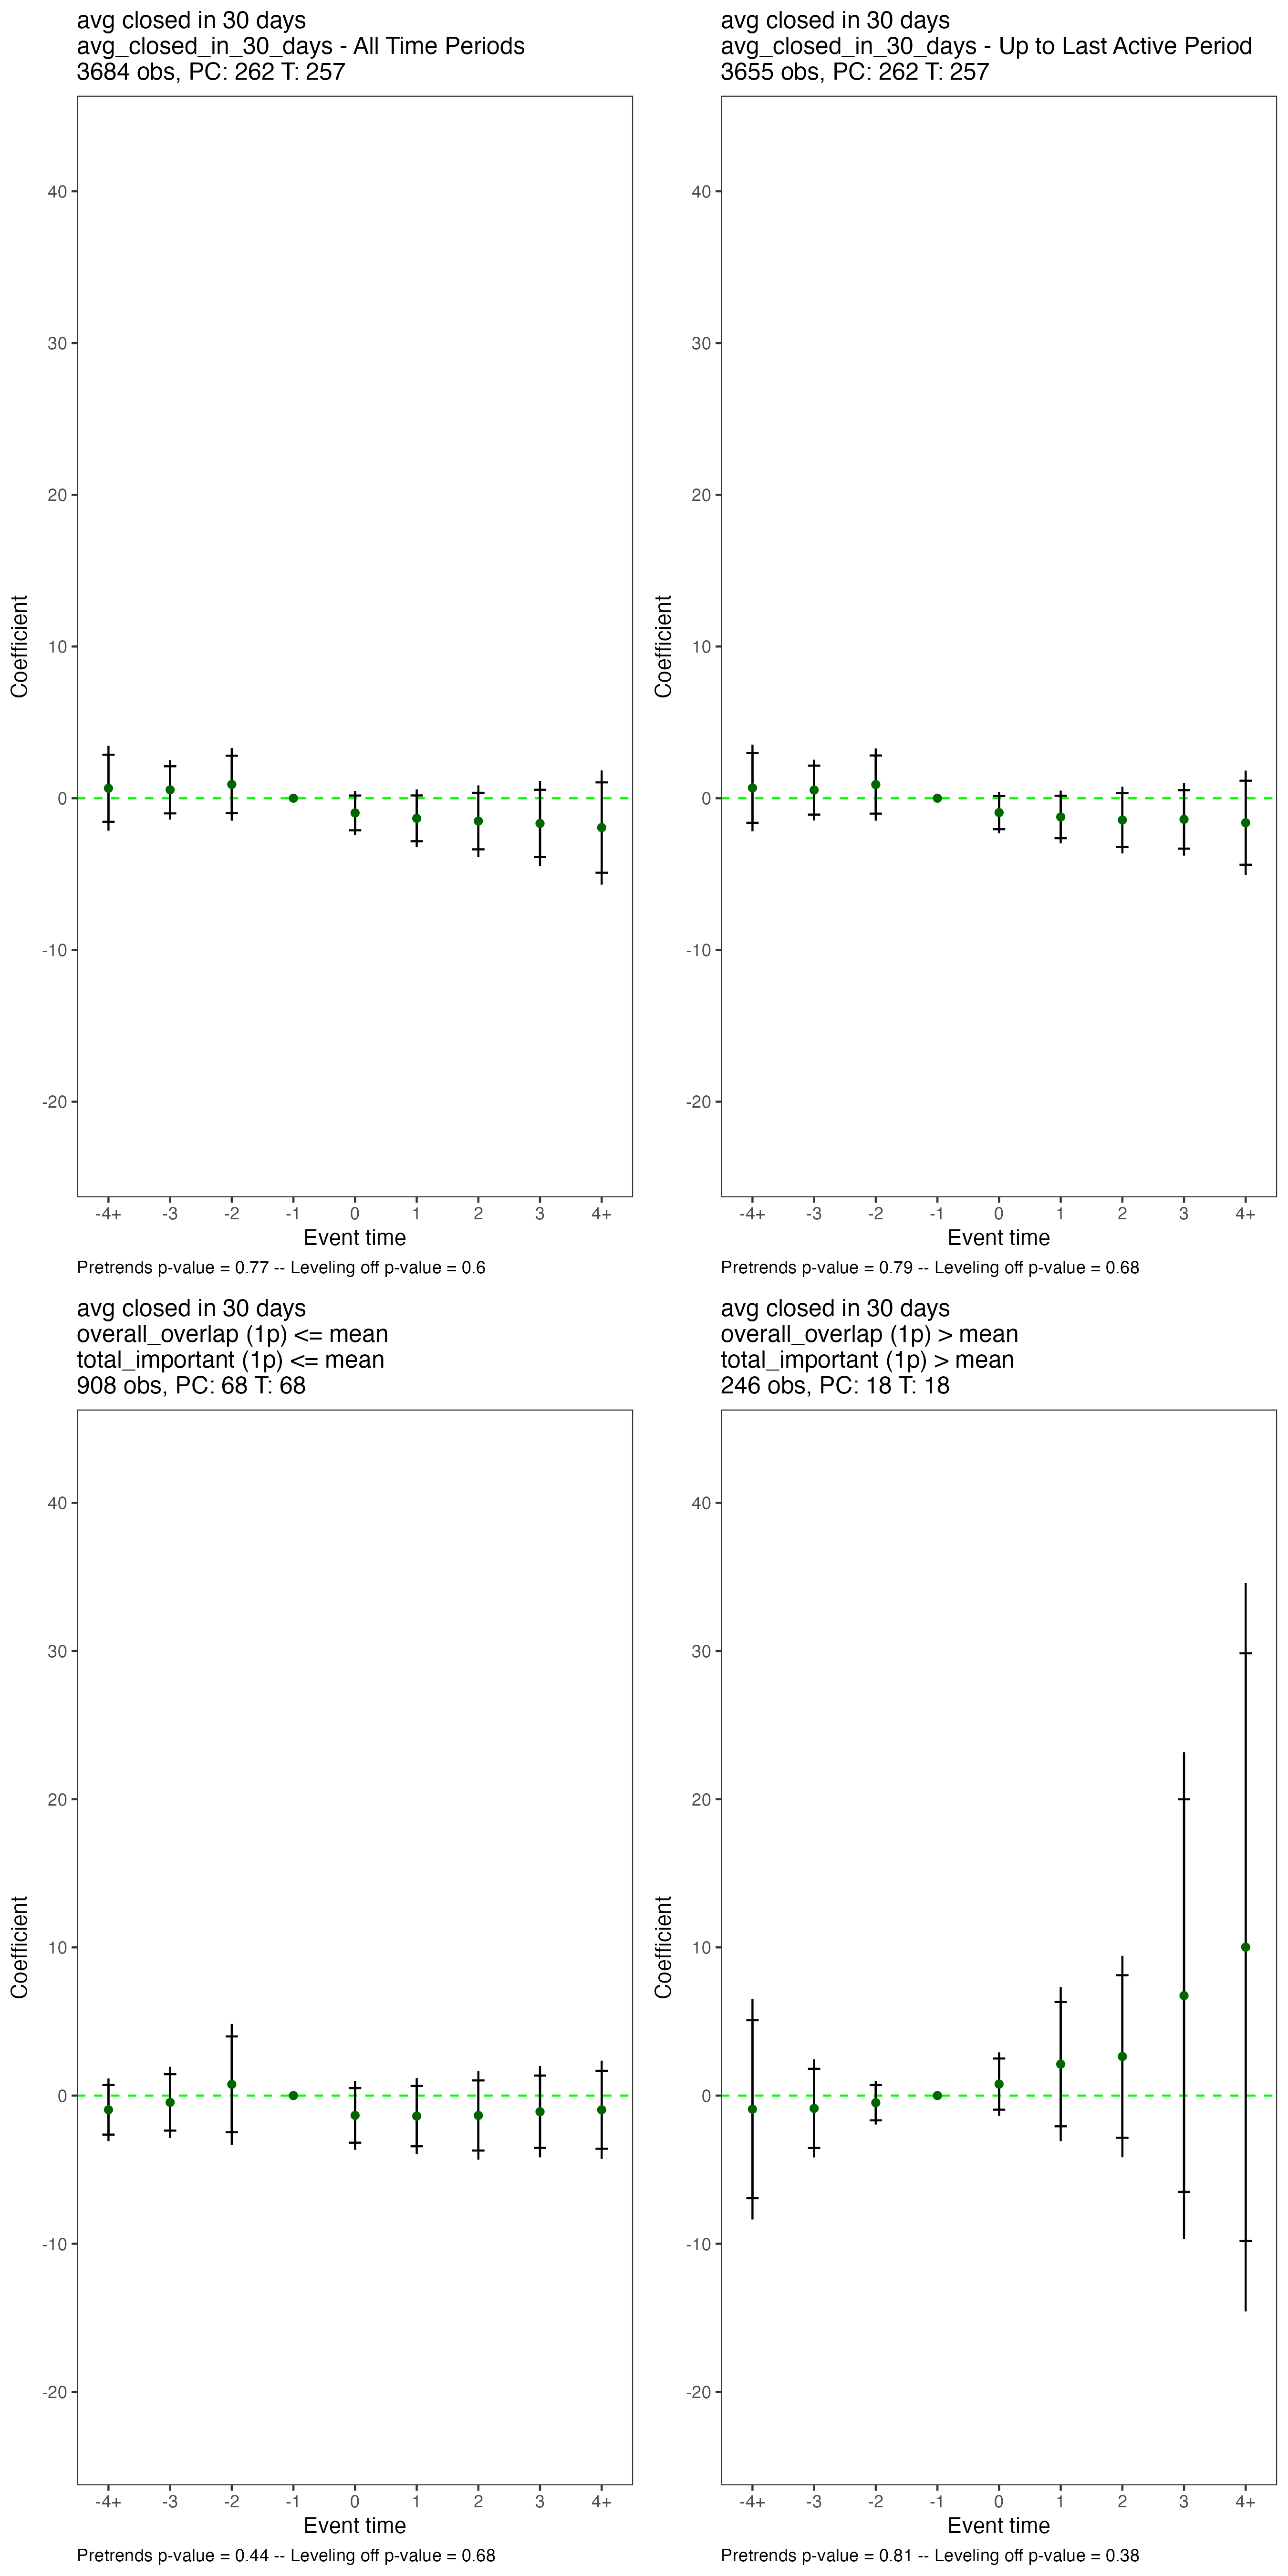 avg closed in 30 days
avg_closed_in_30_days - All Time Periods
3684 obs, PC: 262 T: 257
40
30
20
10
0
-10
-20
Coefficient
-4+ -3 -2 -1 0 1 2 3 4+
Event time
Pretrends p-value = 0.77 -- Leveling off p-value = 0.6
avg closed in 30 days
avg_closed_in_30_days - Up to Last Active Period
3655 obs, PC: 262 T: 257
40
30
20
10
0
-10
-20
Coefficient
-4+ -3 -2 -1 0 1 2 3 4+
Event time
Pretrends p-value = 0.79 -- Leveling off p-value = 0.68
avg closed in 30 days
overall_overlap (1p) <= mean
total_important (1p) <= mean
908 obs, PC: 68 T: 68
40
30
20
10
0
-10
-20
Coefficient
-4+ -3 -2 -1 0 1 2 3 4+
Event time
Pretrends p-value = 0.44 -- Leveling off p-value = 0.68
avg closed in 30 days
overall_overlap (1p) > mean
total_important (1p) > mean
246 obs, PC: 18 T: 18
40
30
20
10
0
-10
-20
Coefficient
-4+ -3 -2 -1 0 1 2 3 4+
Event time
Pretrends p-value = 0.81 -- Leveling off p-value = 0.38